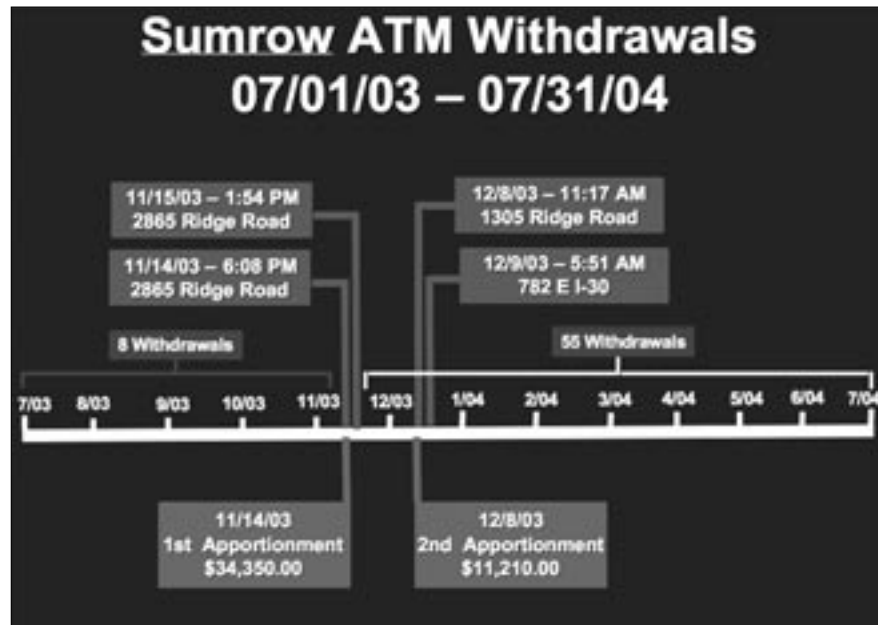 Sumrow ATM Withdrawals
07/01/03 – 07/31/04
11/15/03 – 1:54 PM
2865 Ridge Road
12/8/03 – 11:17 AM
1305 Ridge Road
11/14/03 – 6:08 PM
2865 Ridge Road
12/9/03 – 5:51 AM
782 E I-30
8 Withdrawals
55 Withdrawals
7/03 8/03 9/03 10/03 11/03 12/03 1/04 2/04 3/04 4/04 5/04 6/04 7/04
11/14/03
1st Apportionment
$34,350.00
12/8/03
2nd Apportionment
$11,210.00